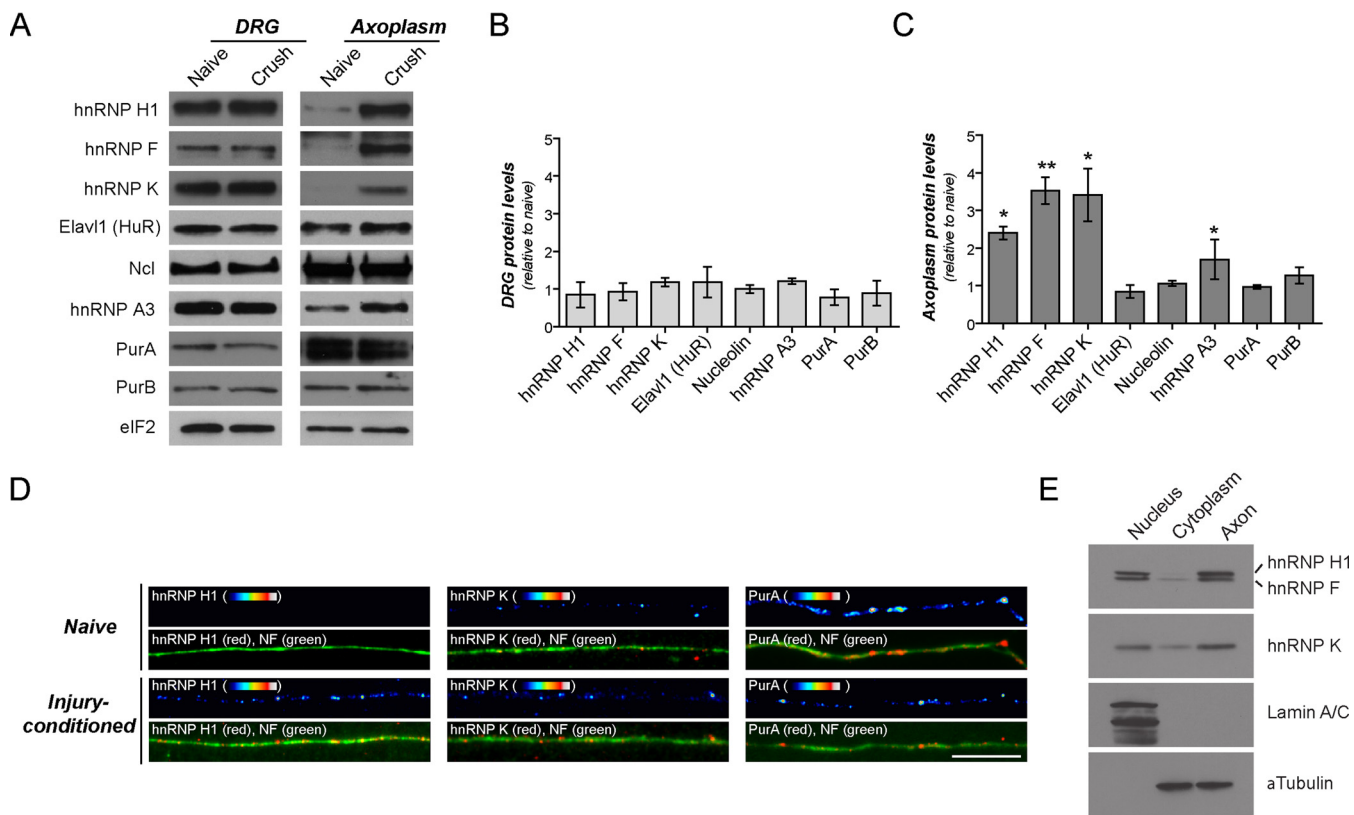 A
DRG
Axoplasm
Naive
Crush
Naive
Crush
hnRNP H1
hnRNP F
hnRNP K
Elavl1 (HuR)
Ncl
hnRNP A3
PurA
PurB
eIF2
B
DRG protein levels
(relative to naive)
5
4
3
2
1
0
hnRNP H1
hnRNP F
hnRNP K
Elavl1 (HuR)
Nucleolin
hnRNP A3
PurA
PurB
C
Axoplasm protein levels
(relative to naive)
5
4
3
2
1
0
*
**
*
*
hnRNP H1
hnRNP F
hnRNP K
Elavl1 (HuR)
Nucleolin
hnRNP A3
PurA
PurB
D
Naive
hnRNP H1 ( )
hnRNP K ( )
PurA ( )
hnRNP H1 (red), NF (green)
hnRNP K (red), NF (green)
PurA (red), NF (green)
Injury-
conditioned
hnRNP H1 ( )
hnRNP K ( )
PurA ( )
hnRNP H1 (red), NF (green)
hnRNP K (red), NF (green)
PurA (red), NF (green)
E
Nucleus
Cytoplasm
Axon
hnRNP H1
hnRNP F
hnRNP K
Lamin A/C
aTubulin